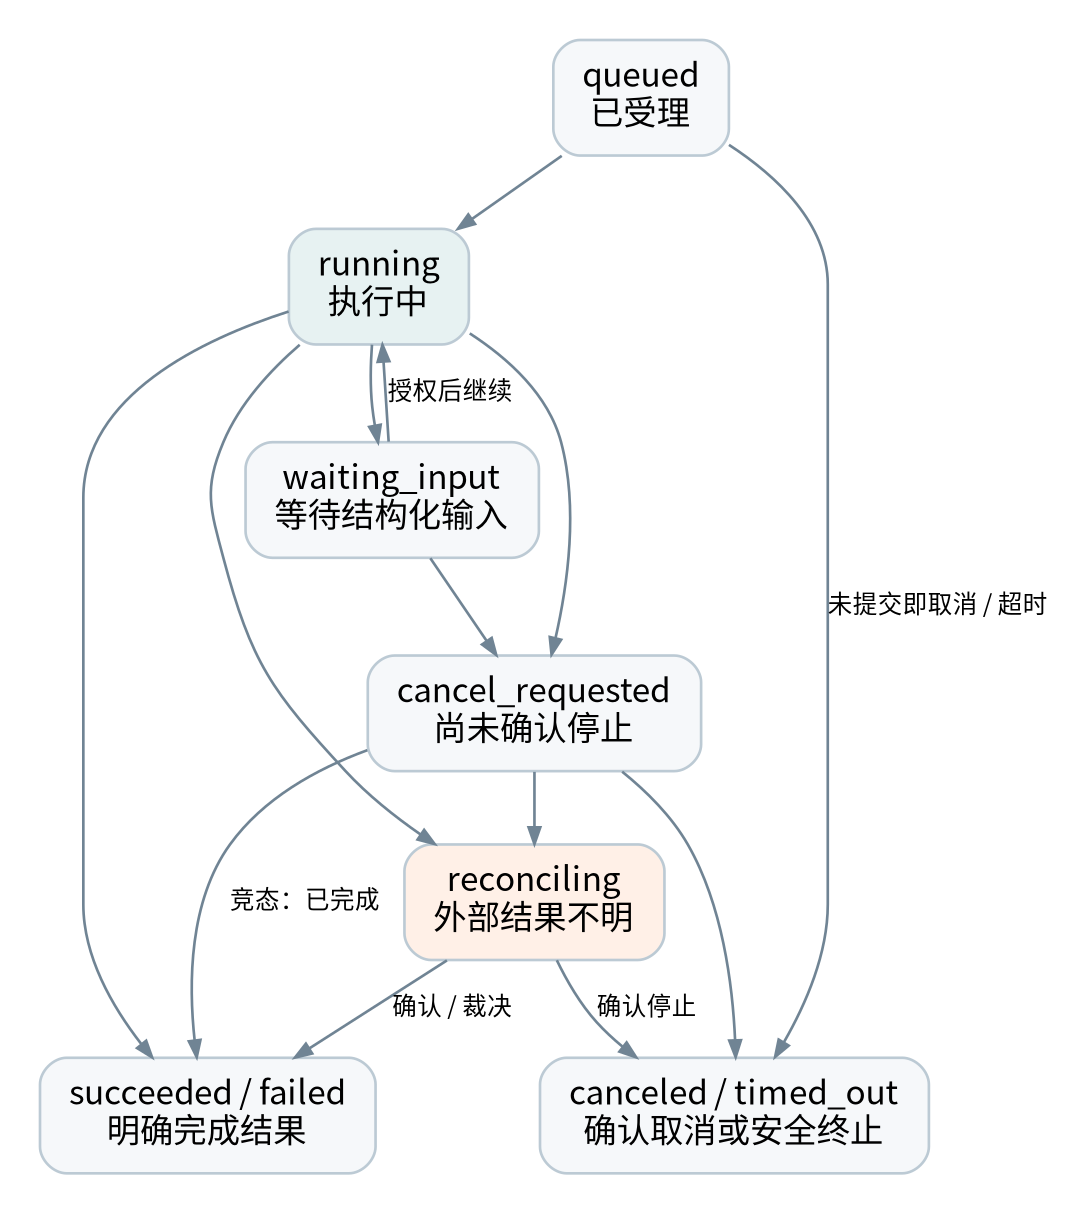 queued
已受理
running
执行中
授权后继续
waiting_input
等待结构化输入
未提交即取消 / 超时
cancel_requested
尚未确认停止
竞态：已完成
reconciling
外部结果不明
确认 / 裁决
确认停止
succeeded / failed
明确完成结果
canceled / timed_out
确认取消或安全终止